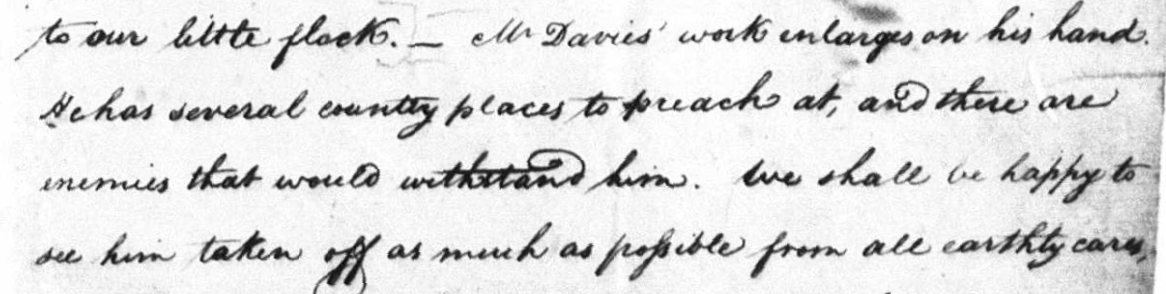 to our little flock. — Mr Davies' work enlarges on his hand.
He has several country places to preach at, and there are
enemies that would withstand him. We shall be happy to
see him taken off as much as possible from all earthly cares,